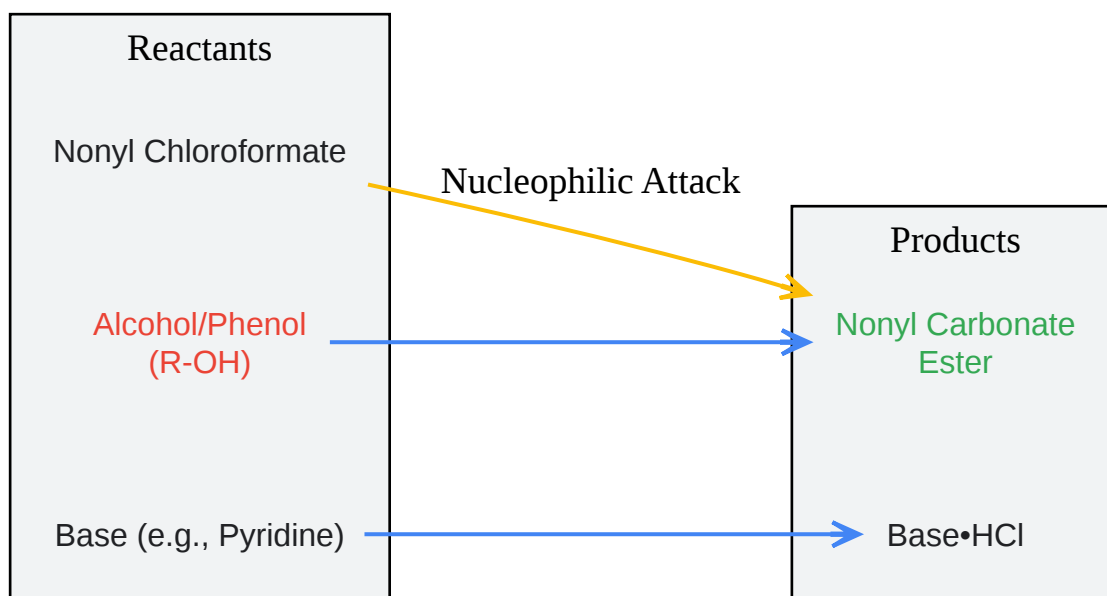 Reactants
Nonyl Chloroformate
Nucleophilic Attack
Products
Alcohol/Phenol
(R-OH)
Nonyl Carbonate
Ester
Base (e.g., Pyridine)
Base•HCl